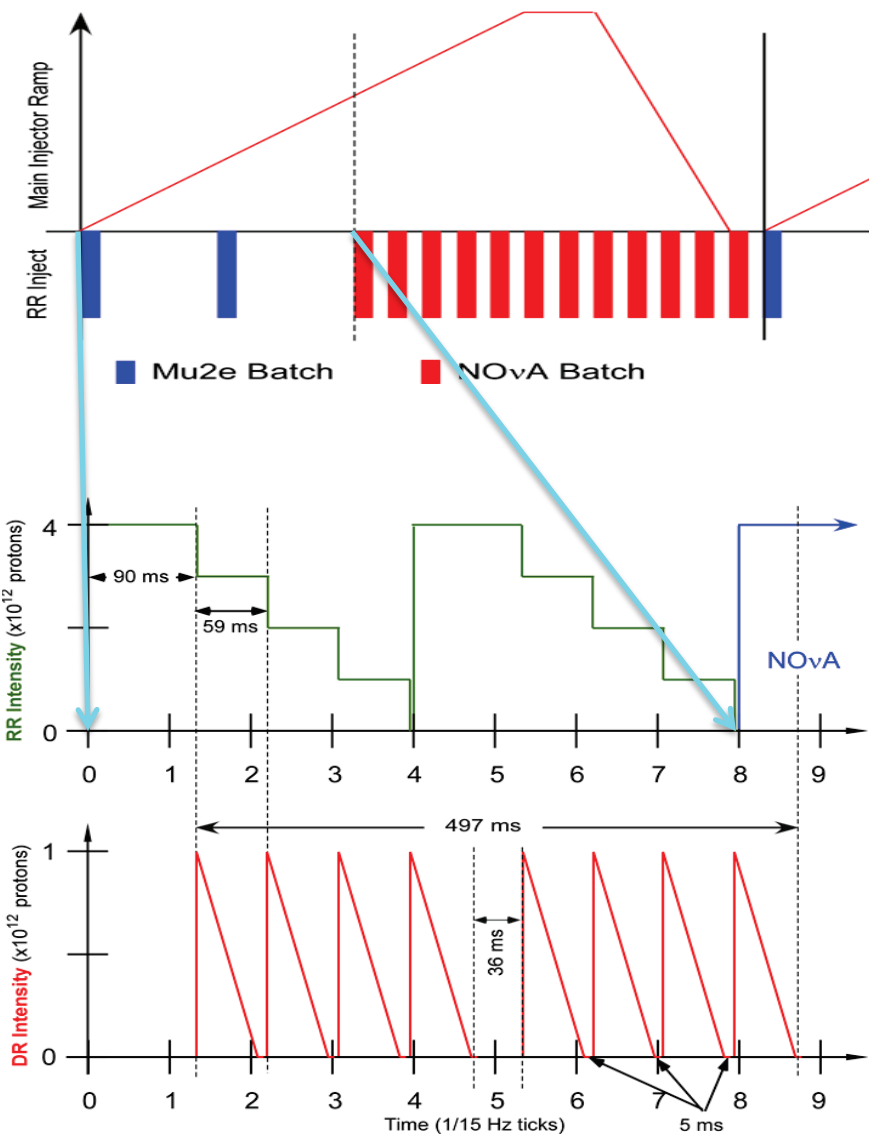 Main Injector Ramp
RR Inject
Mu2e Batch
NOνA Batch
RR Intensity (x10¹² protons)
4
0
90 ms
59 ms
NOνA
0 1 2 3 4 5 6 7 8 9
DR Intensity (x10¹² protons)
1
0
497 ms
36 ms
0 1 2 3 4 5 6 7 8 9
Time (1/15 Hz ticks)
5 ms